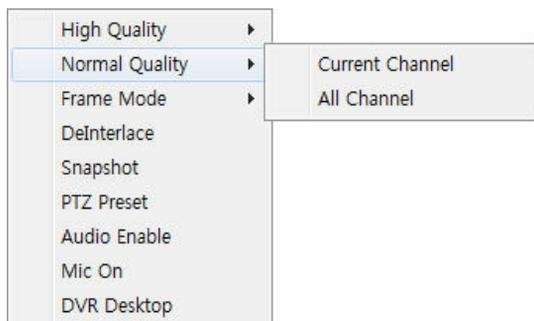 High Quality
Normal Quality
Current Channel
Frame Mode
All Channel
DeInterlace
Snapshot
PTZ Preset
Audio Enable
Mic On
DVR Desktop